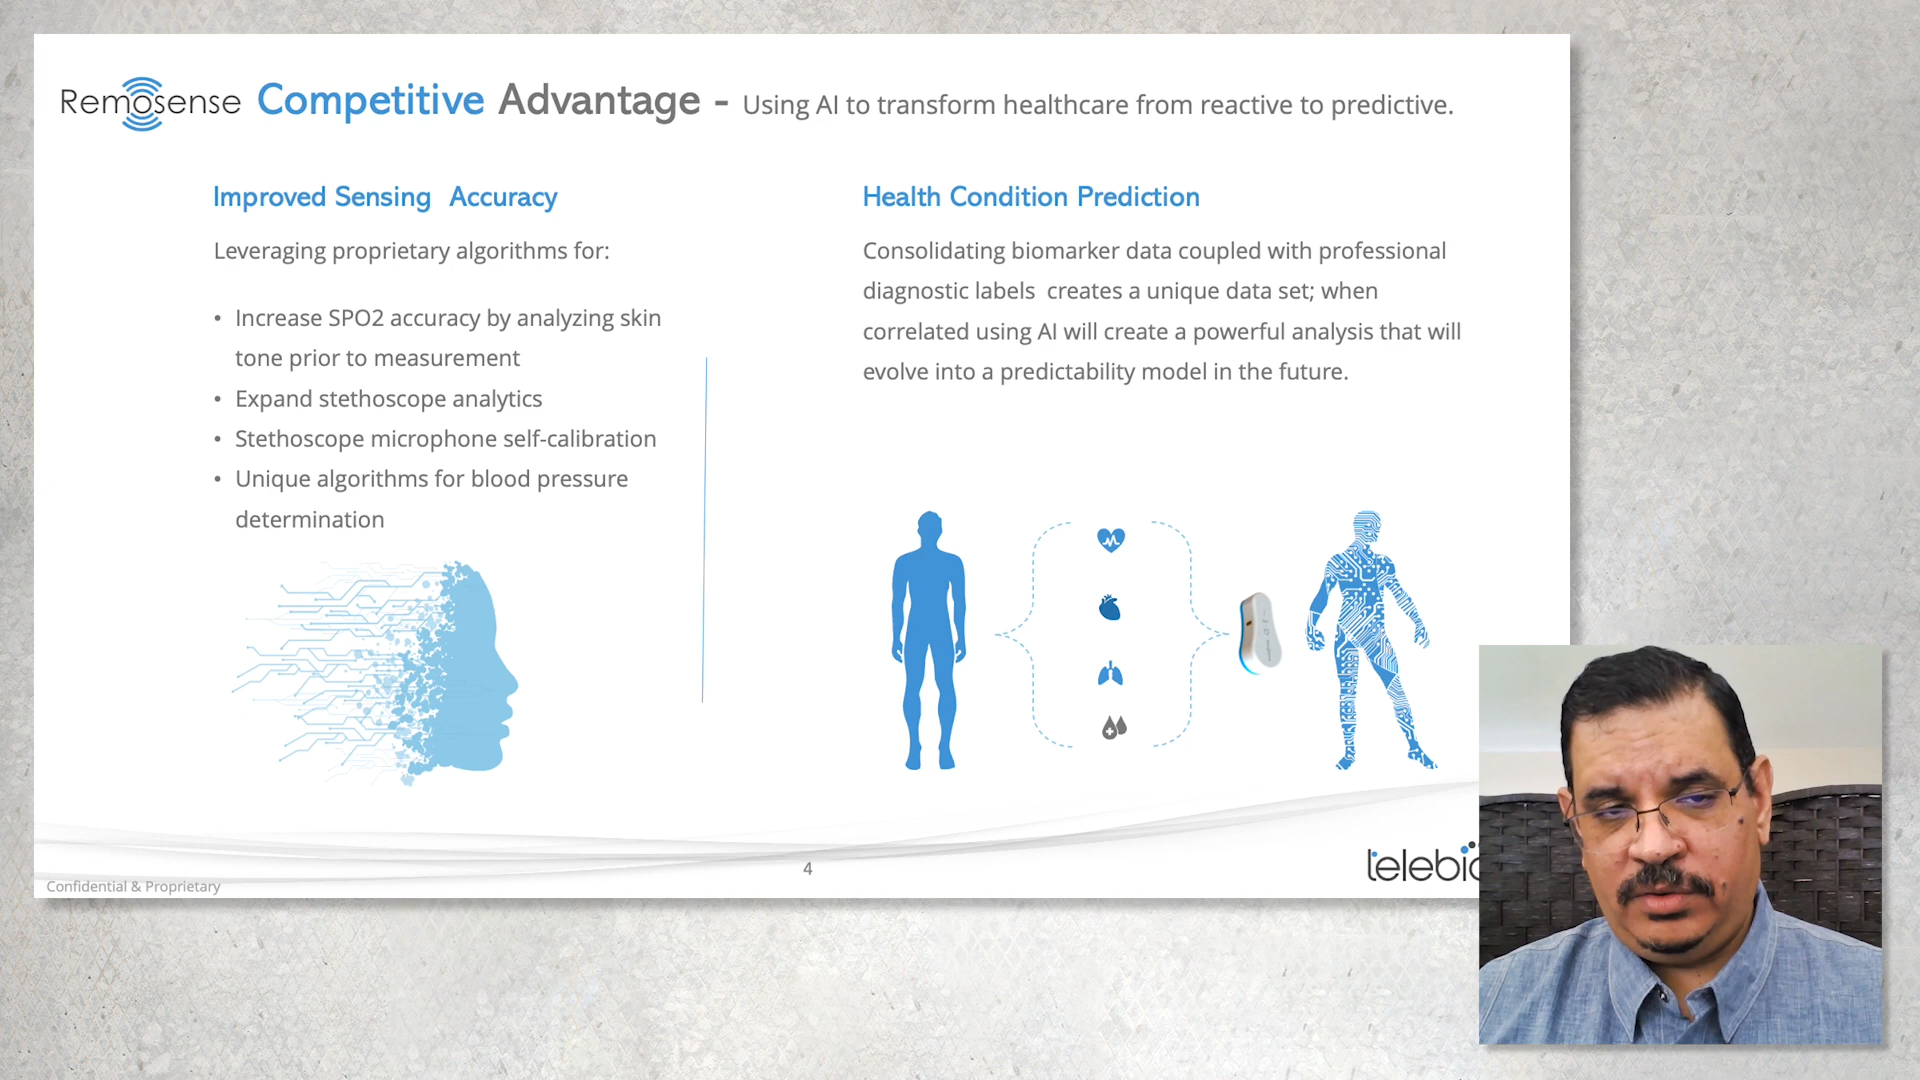 Remosense Competitive Advantage - Using AI to transform healthcare from reactive to predictive.
Improved Sensing Accuracy
Leveraging proprietary algorithms for:
• Increase SPO2 accuracy by analyzing skin
tone prior to measurement
• Expand stethoscope analytics
• Stethoscope microphone self-calibration
• Unique algorithms for blood pressure
determination
Health Condition Prediction
Consolidating biomarker data coupled with professional
diagnostic labels creates a unique data set; when
correlated using AI will create a powerful analysis that will
evolve into a predictability model in the future.
4
Confidential & Proprietary